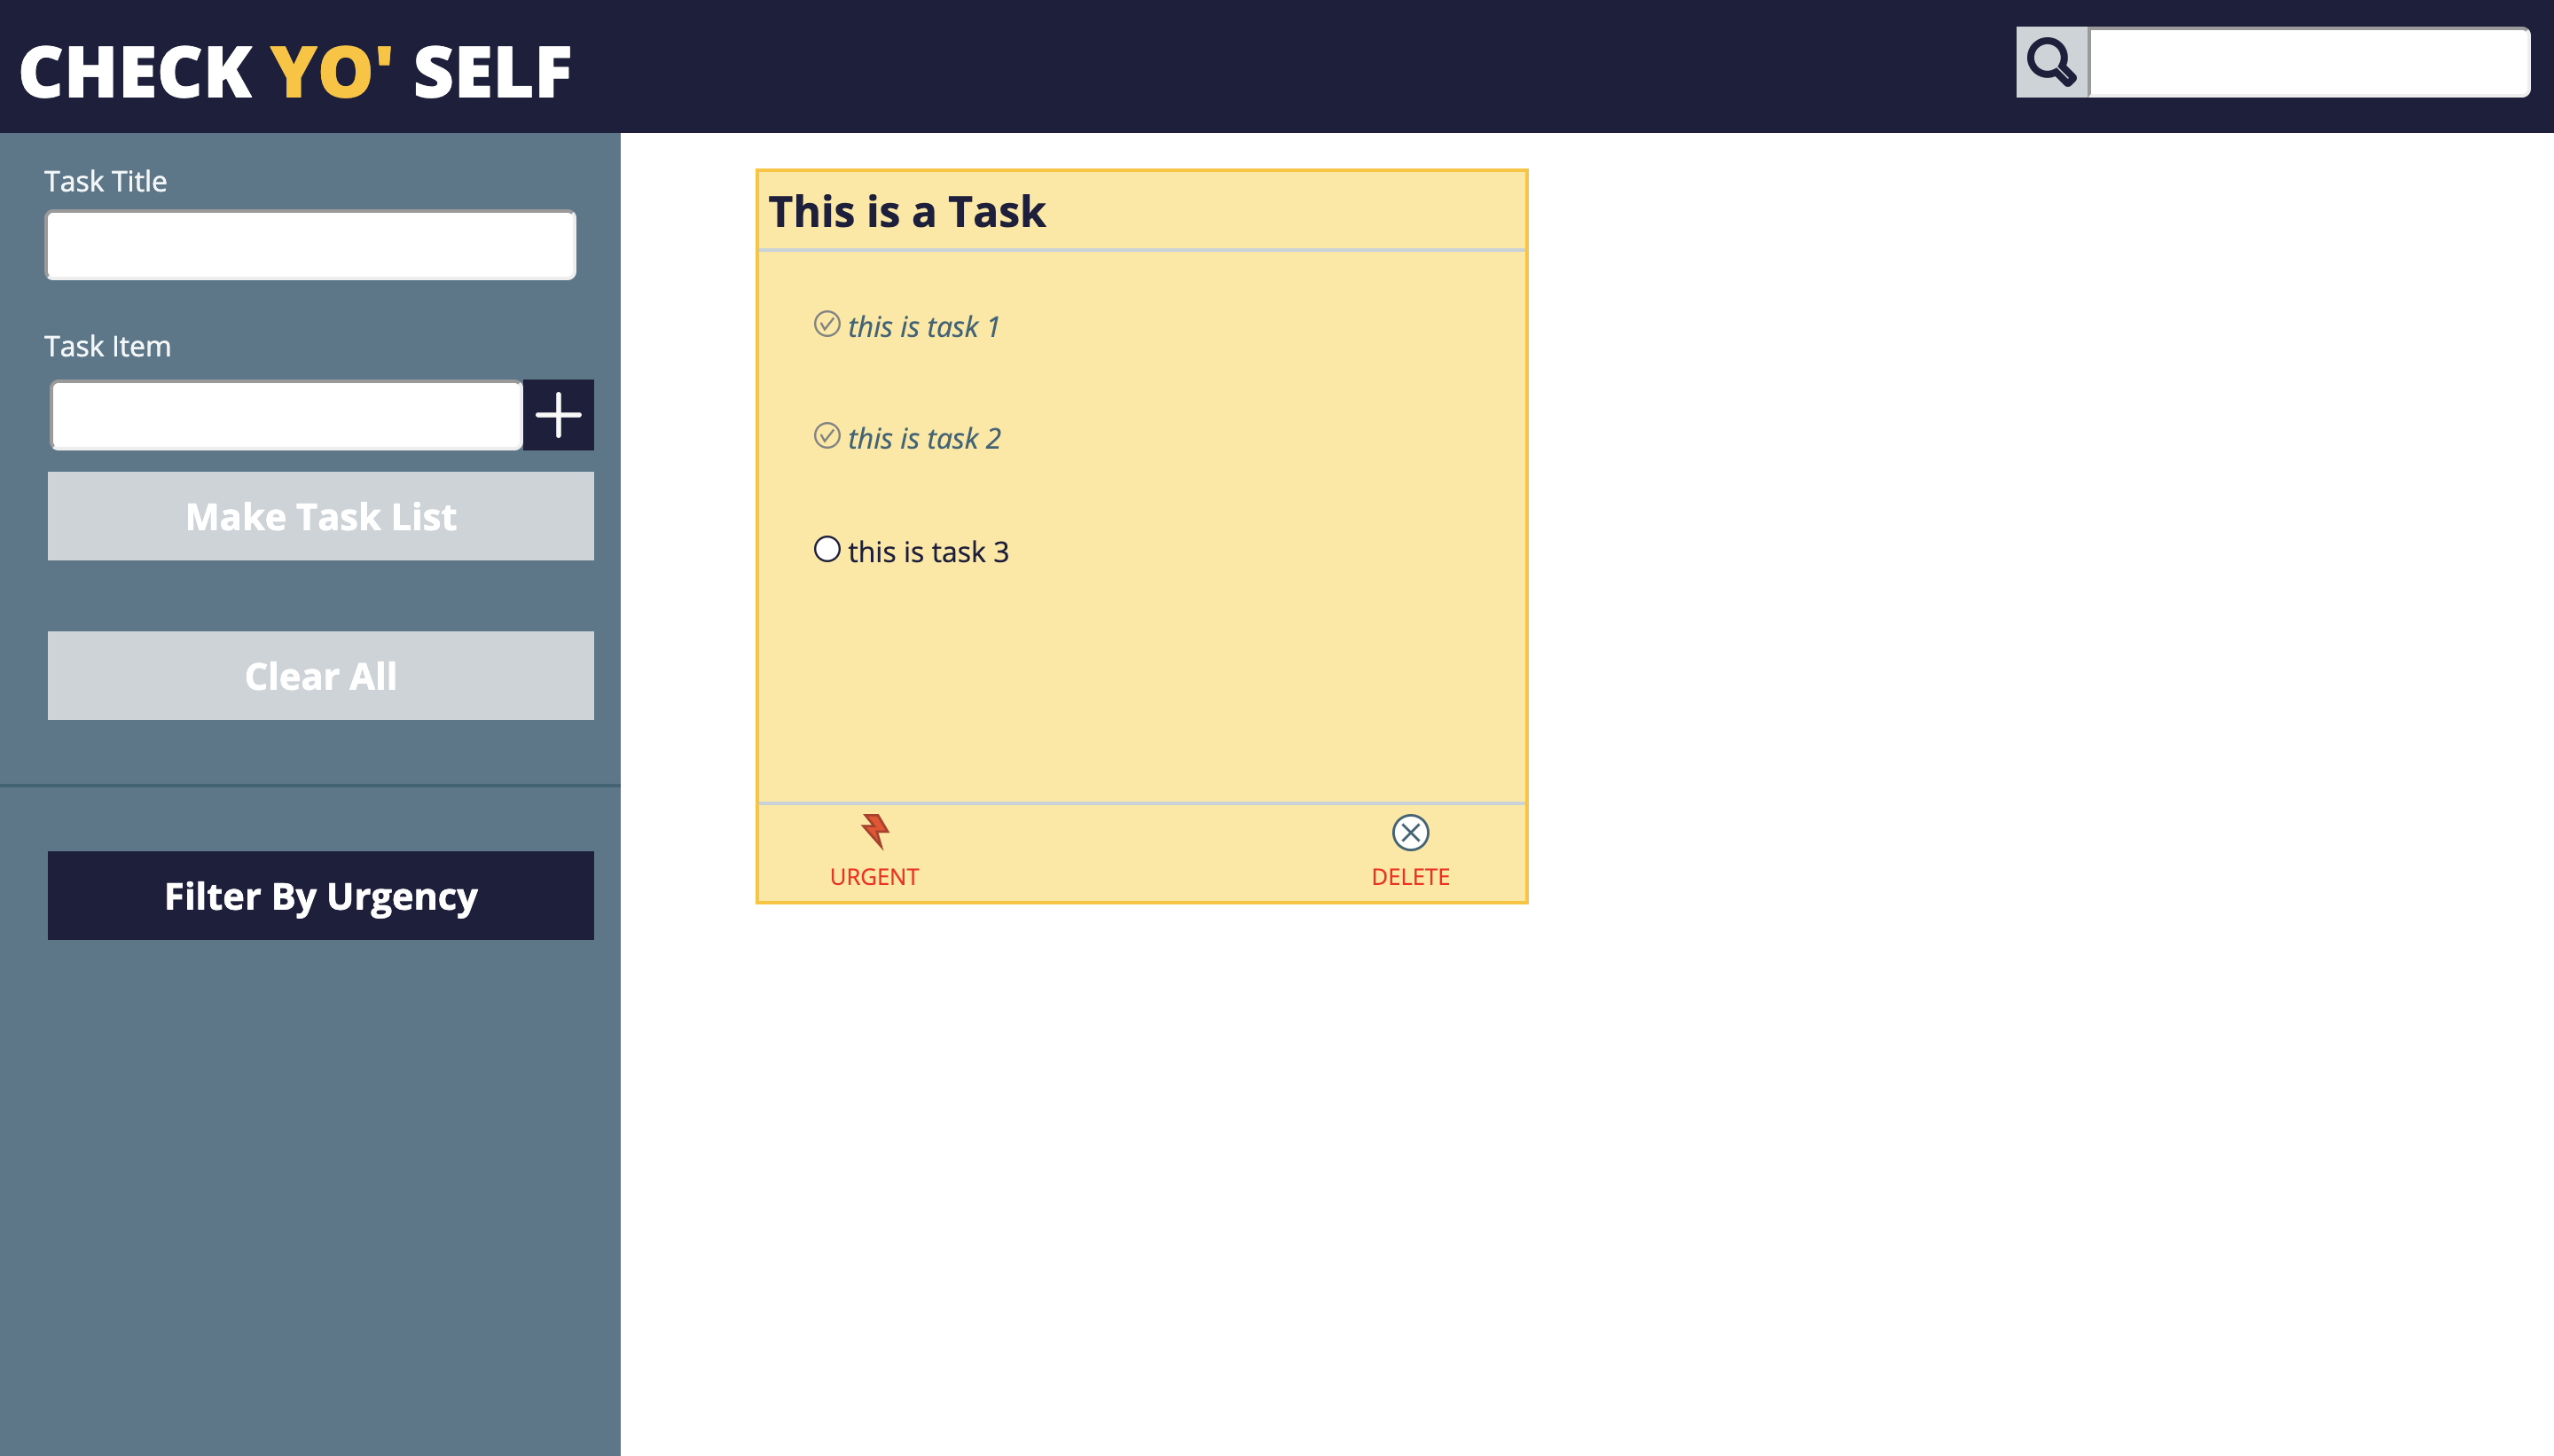 CHECK YO' SELF
Task Title
Task Item
Make Task List
Clear All
Filter By Urgency
This is a Task
this is task 1
this is task 2
this is task 3
URGENT
DELETE